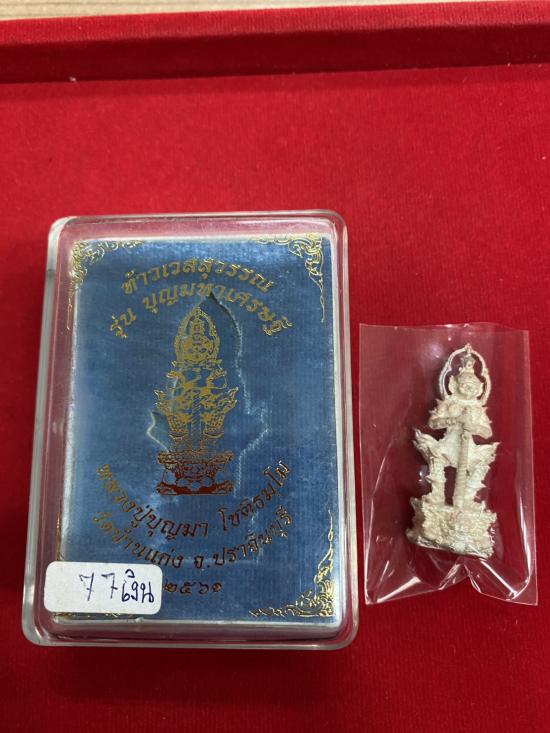 ท้าวเวสสุวรรณ
รุ่น บุญมหาเศรษฐี
หลวงปู่บุญมา โชติธมฺโม
วัดบ้านแก่ง จ.ปราจีนบุรี
๒๕๖๑
77 เงิน